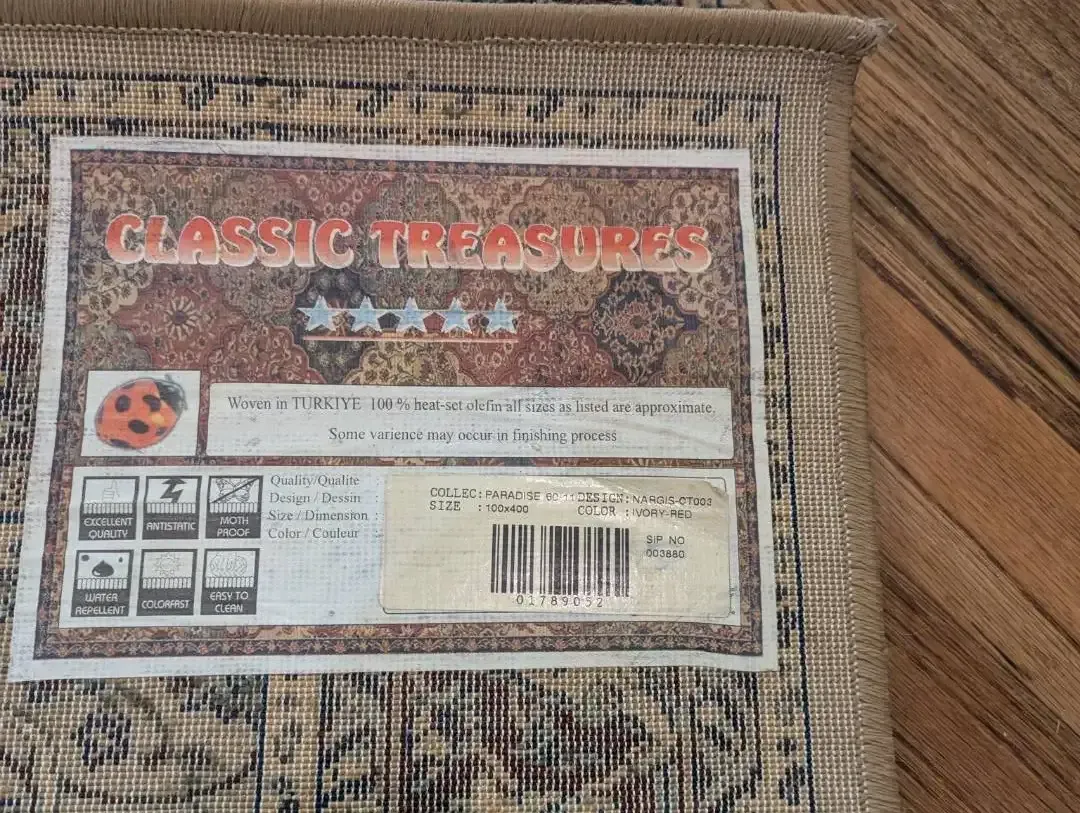 CLASSIC TREASURES
Woven in TURKIYE 100 % heat-set olefin all sizes as listed are approximate.
Some varience may occur in finishing process
EXCELLENT QUALITY
ANTISTATIC
MOTH PROOF
WATER REPELLENT
COLORFAST
EASY TO CLEAN
Quality/Qualite
Design / Dessin :
Size / Dimension :
Color / Couleur :
COLLEC: PARADISE DESIGN: NARGIS-CT003
SIZE : 100x400 COLOR : IVORY-RED
SIP NO
003880
01789052